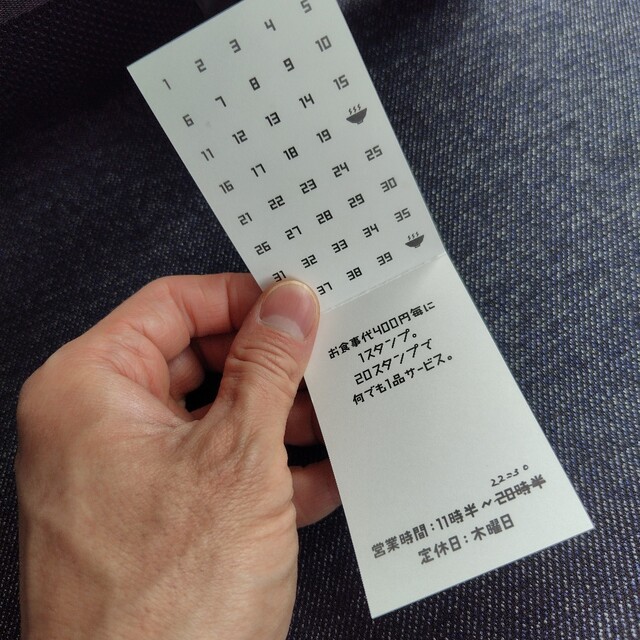 1 2 3 4 5
6 7 8 9 10
11 12 13 14 15
16 17 18 19
21 22 23 24 25
26 27 28 29 30
31 32 33 34 35
37 38 39
お食事代400円毎に
1スタンプ。
20スタンプで
何でも1品サービス。
22:30
営業時間:11時半~20時半
定休日:木曜日